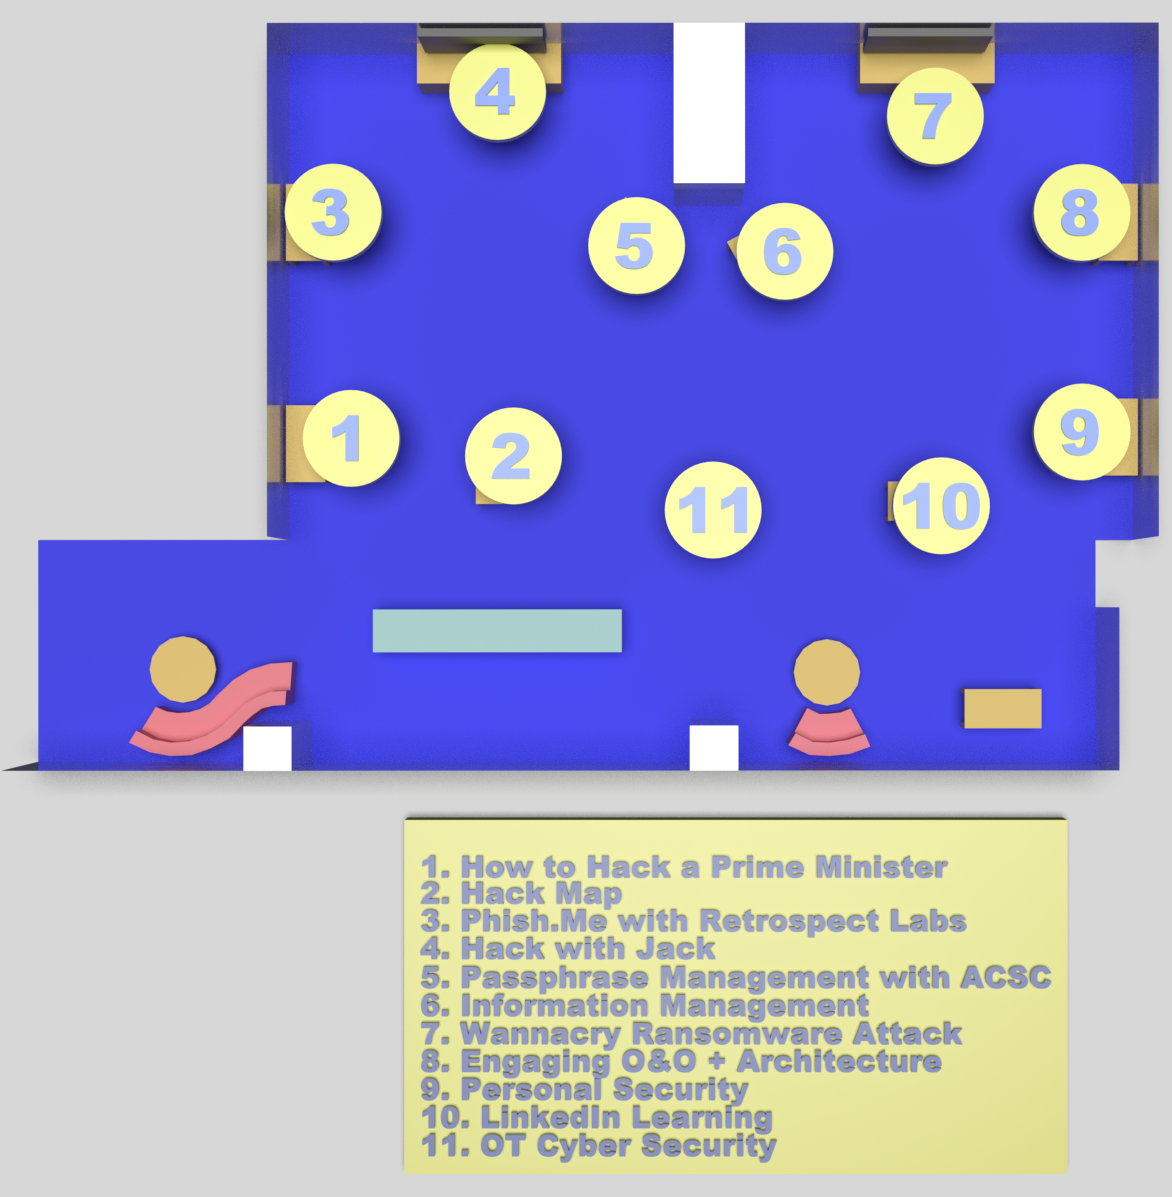 4
7
3
8
5
6
1
2
9
11
10
1. How to Hack a Prime Minister
2. Hack Map
3. Phish.Me with Retrospect Labs
4. Hack with Jack
5. Passphrase Management with ACSC
6. Information Management
7. Wannacry Ransomware Attack
8. Engaging O&O + Architecture
9. Personal Security
10. LinkedIn Learning
11. OT Cyber Security